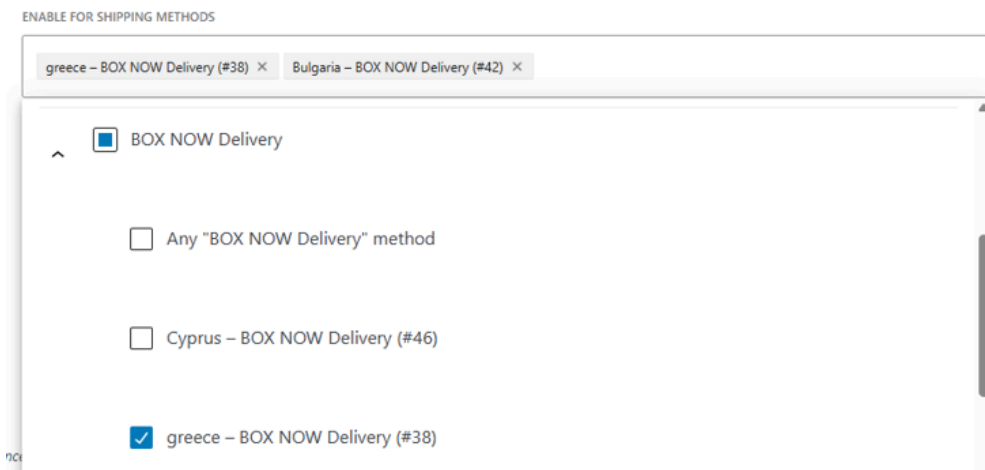 ENABLE FOR SHIPPING METHODS
greece – BOX NOW Delivery (#38) × Bulgaria – BOX NOW Delivery (#42) ×
BOX NOW Delivery
Any "BOX NOW Delivery" method
Cyprus – BOX NOW Delivery (#46)
greece – BOX NOW Delivery (#38)